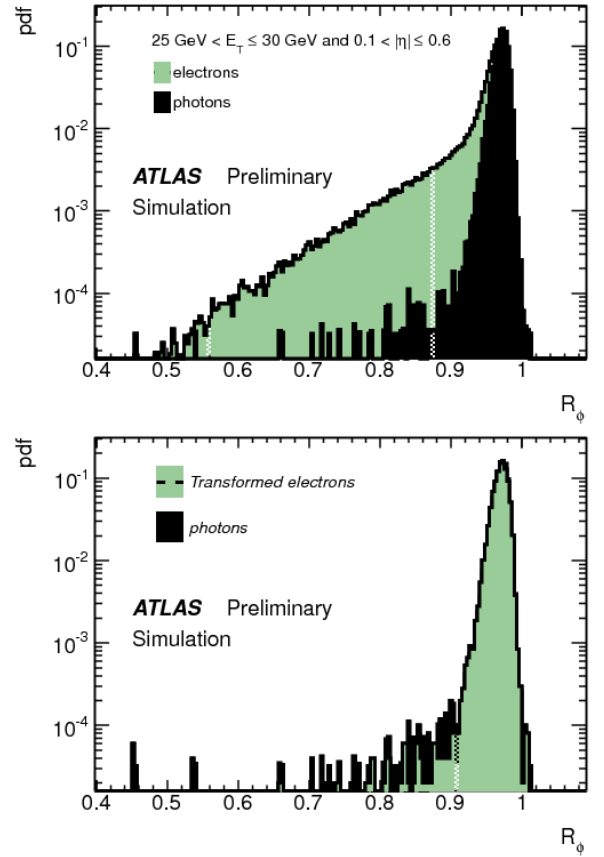 pdf
25 GeV < E_T ≤ 30 GeV and 0.1 < |η| ≤ 0.6
electrons
photons
ATLAS Preliminary
Simulation
10⁻¹
10⁻²
10⁻³
10⁻⁴
0.4 0.5 0.6 0.7 0.8 0.9 1
R_ϕ
pdf
Transformed electrons
photons
ATLAS Preliminary
Simulation
10⁻¹
10⁻²
10⁻³
10⁻⁴
0.4 0.5 0.6 0.7 0.8 0.9 1
R_ϕ